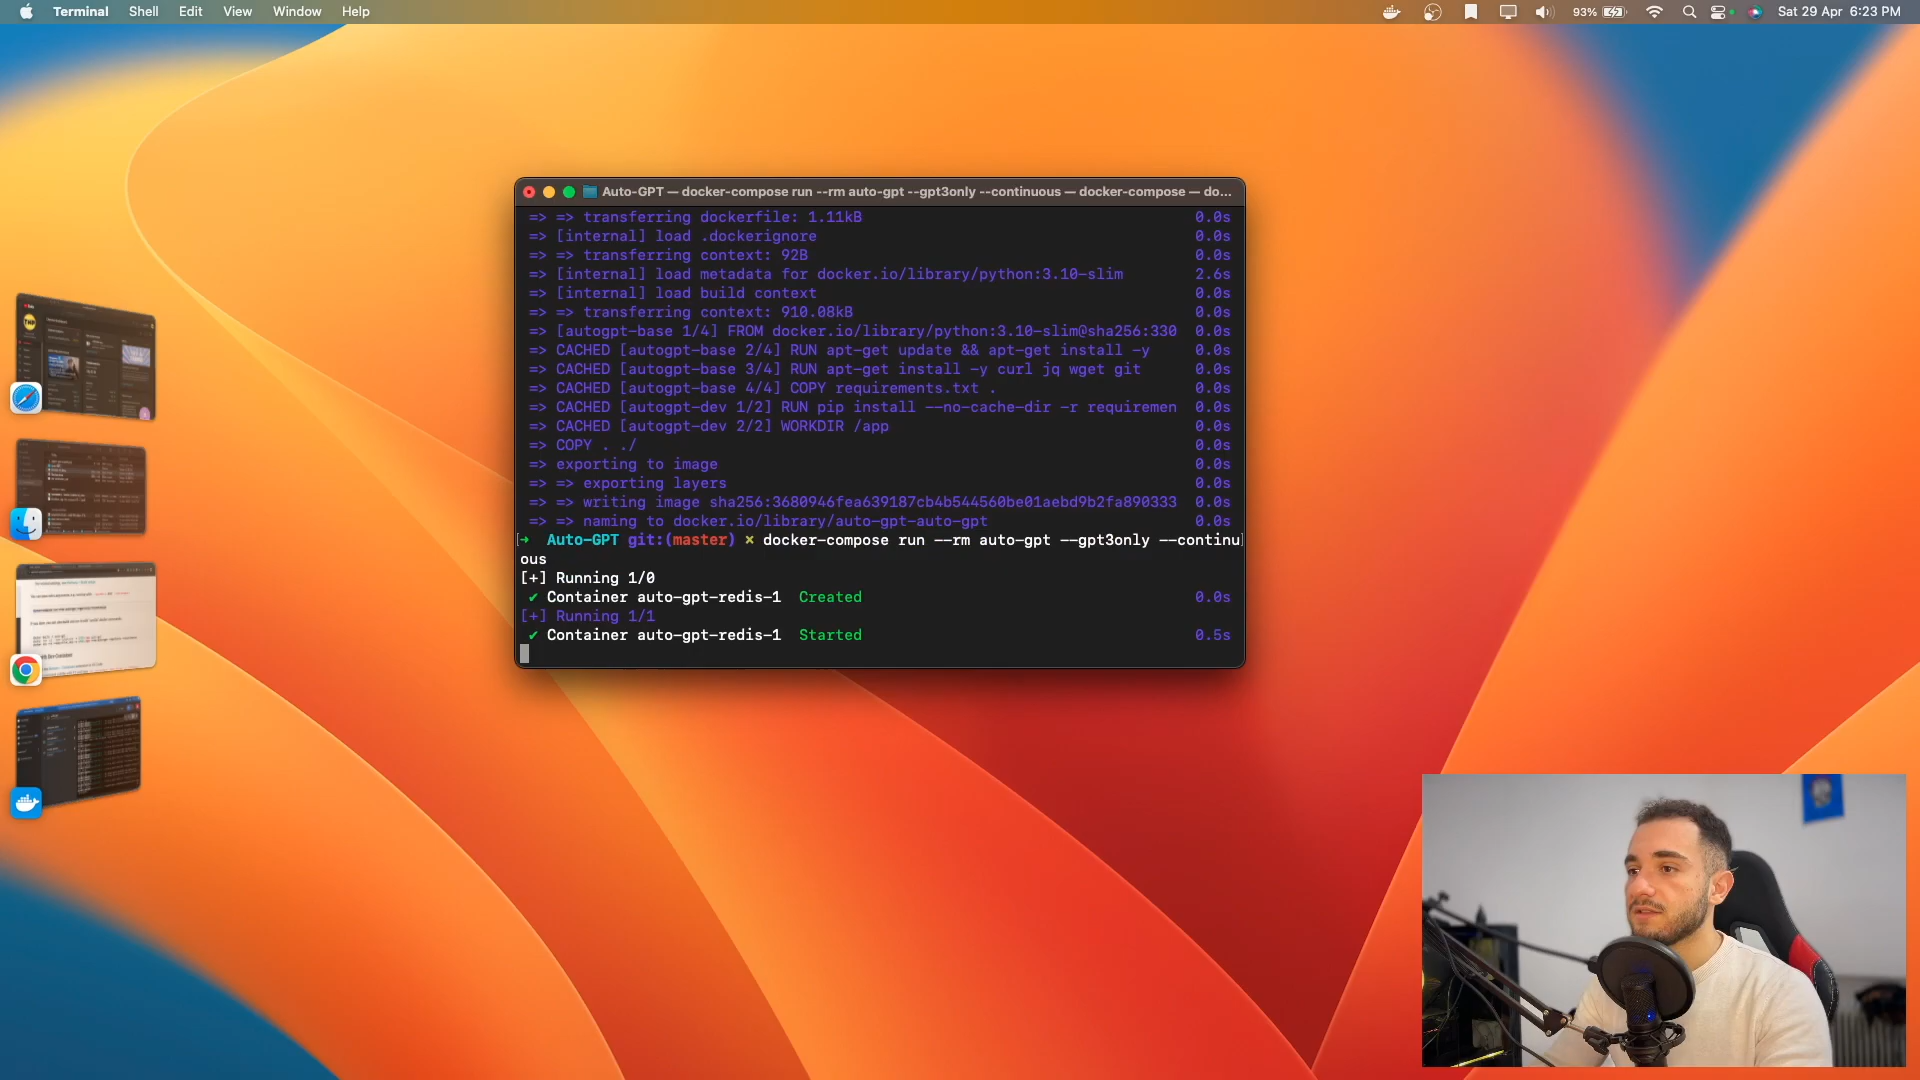 Terminal Shell Edit View Window Help 93% Sat 29 Apr 6:23 PM
Auto-GPT — docker-compose run --rm auto-gpt --gpt3only --continuous — docker-compose — do...
=> => transferring dockerfile: 1.11kB 0.0s
=> [internal] load .dockerignore 0.0s
=> => transferring context: 92B 0.0s
=> [internal] load metadata for docker.io/library/python:3.10-slim 2.6s
=> [internal] load build context 0.0s
=> => transferring context: 910.08kB 0.0s
=> [autogpt-base 1/4] FROM docker.io/library/python:3.10-slim@sha256:330 0.0s
=> CACHED [autogpt-base 2/4] RUN apt-get update && apt-get install -y 0.0s
=> CACHED [autogpt-base 3/4] RUN apt-get install -y curl jq wget git 0.0s
=> CACHED [autogpt-base 4/4] COPY requirements.txt . 0.0s
=> CACHED [autogpt-dev 1/2] RUN pip install --no-cache-dir -r requiremen 0.0s
=> CACHED [autogpt-dev 2/2] WORKDIR /app 0.0s
=> COPY . ./ 0.0s
=> exporting to image 0.0s
=> => exporting layers 0.0s
=> => writing image sha256:3680946fea639187cb4b544560be01aebd9b2fa890333 0.0s
=> => naming to docker.io/library/auto-gpt-auto-gpt 0.0s
[➜ Auto-GPT git:(master) × docker-compose run --rm auto-gpt --gpt3only --continu]
ous
[+] Running 1/0
✔ Container auto-gpt-redis-1 Created 0.0s
[+] Running 1/1
✔ Container auto-gpt-redis-1 Started 0.5s